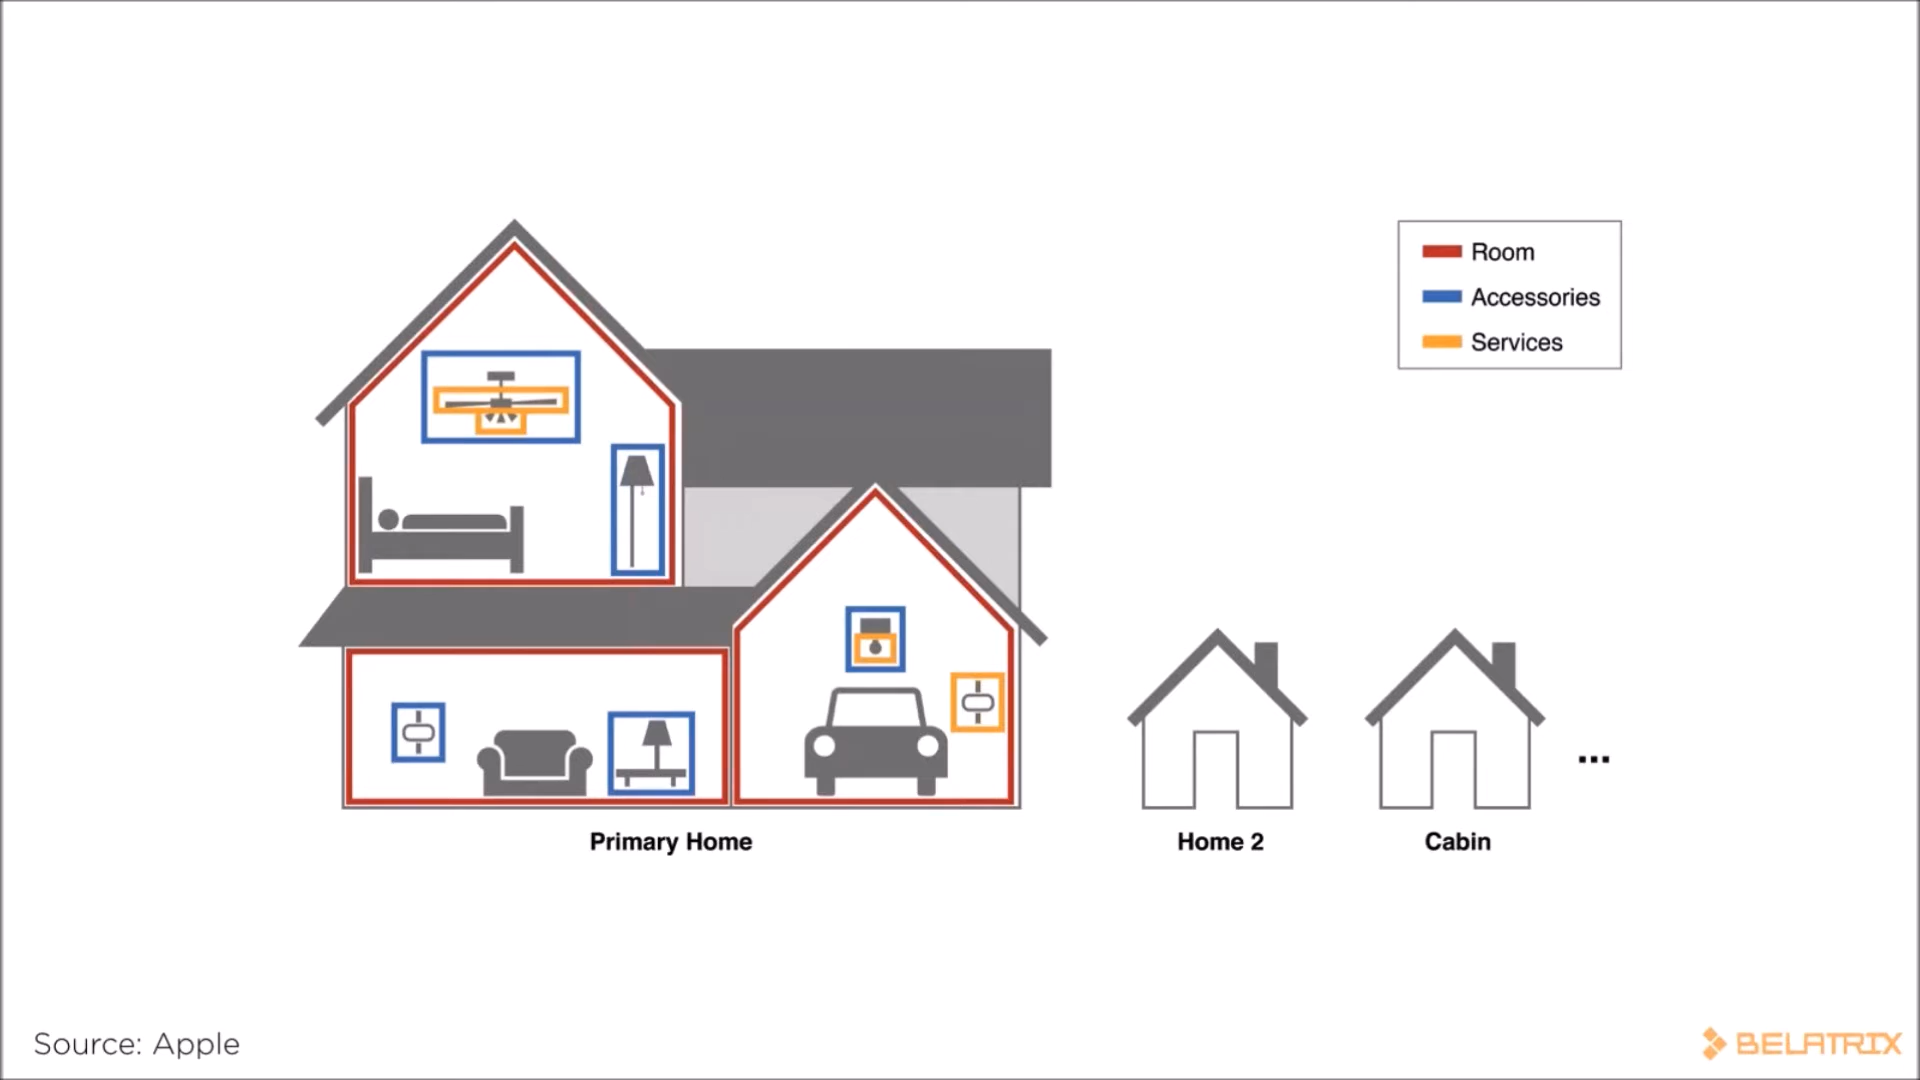 Room
Accessories
Services
Primary Home
Home 2
Cabin
...
Source: Apple
BELATRIX